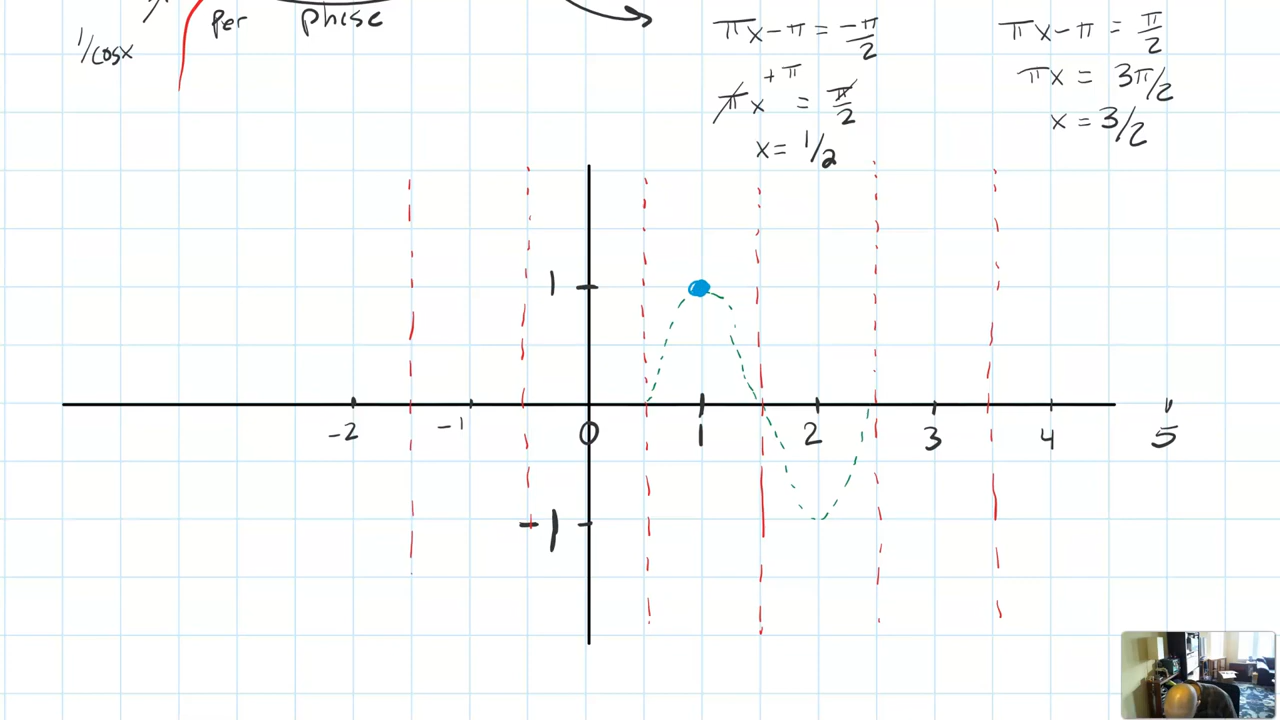 Per phase
1/cosx
πx-π = -π/2
+π
πx = π/2
x = 1/2
πx-π = π/2
πx = 3π/2
x = 3/2
1
-2 -1 0 1 2 3 4 5
-1